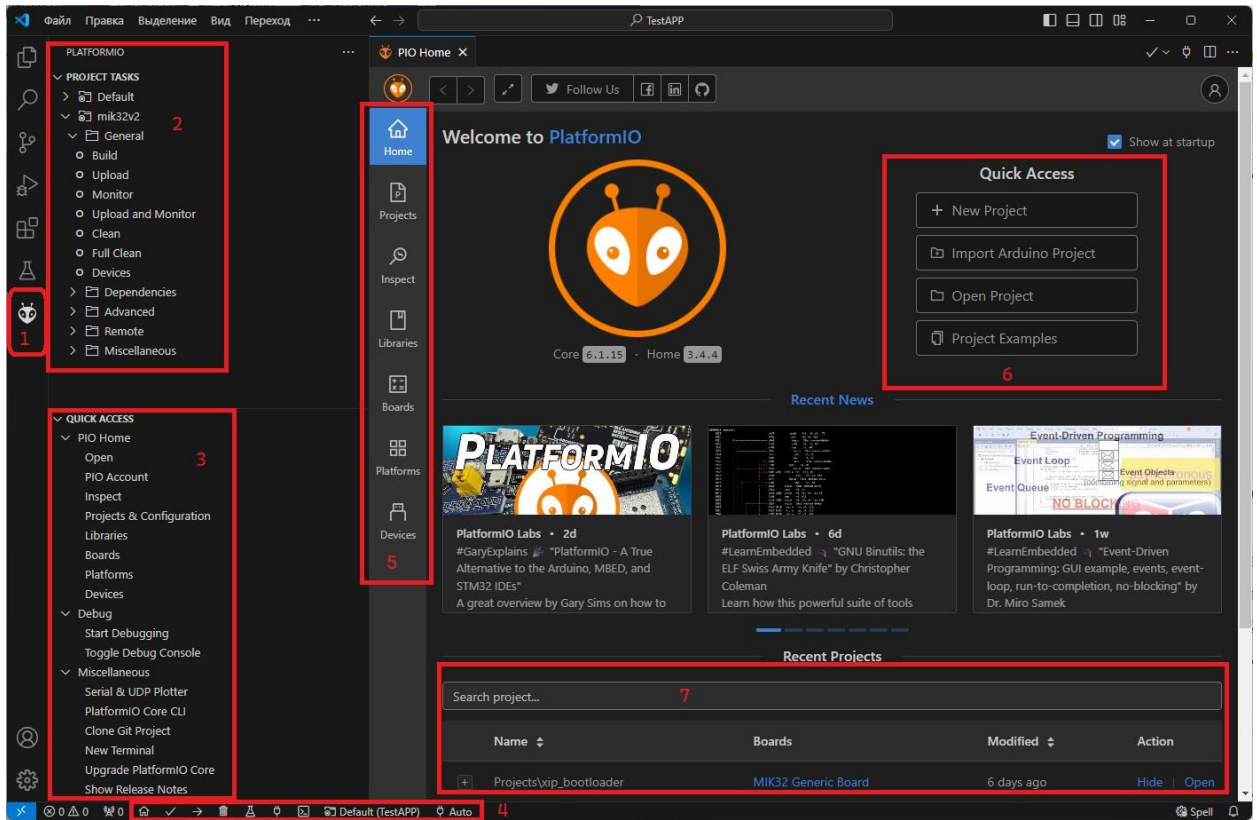 Файл Правка Выделение Вид Переход ...
TestAPP
PLATFORMIO
PROJECT TASKS
Default
mik32v2
2
General
Build
Upload
Monitor
Upload and Monitor
Clean
Full Clean
Devices
Dependencies
Advanced
Remote
Miscellaneous
1
QUICK ACCESS
PIO Home
3
Open
PIO Account
Inspect
Projects & Configuration
Libraries
Boards
Platforms
Devices
Debug
Start Debugging
Toggle Debug Console
Miscellaneous
Serial & UDP Plotter
PlatformIO Core CLI
Clone Git Project
New Terminal
Upgrade PlatformIO Core
Show Release Notes
PIO Home
Follow Us
Home
Projects
Inspect
Libraries
Boards
Platforms
Devices
5
Welcome to PlatformIO
Show at startup
Core 6.1.15 · Home 3.4.4
Quick Access
New Project
Import Arduino Project
Open Project
Project Examples
6
Recent News
PLATFORMIO
PlatformIO Labs • 2d
#GaryExplains "PlatformIO - A True
Alternative to the Arduino, MBED, and
STM32 IDEs"
A great overview by Gary Sims on how to
PlatformIO Labs • 6d
#LearnEmbedded "GNU Binutils: the
ELF Swiss Army Knife" by Christopher
Coleman
Learn how this powerful suite of tools
Event-Driven Programming
Event Loop
Event Objects
(containing signal and parameters)
Event Queue
NO BLOCKING
PlatformIO Labs • 1w
#LearnEmbedded "Event-Driven
Programming: GUI example, events, event-
loop, run-to-completion, no-blocking" by
Dr. Miro Samek
Recent Projects
Search project...
7
Name Boards Modified Action
Projects\xip_bootloader MIK32 Generic Board 6 days ago Hide Open
0 0 0 Default (TestAPP) Auto 4 Spell